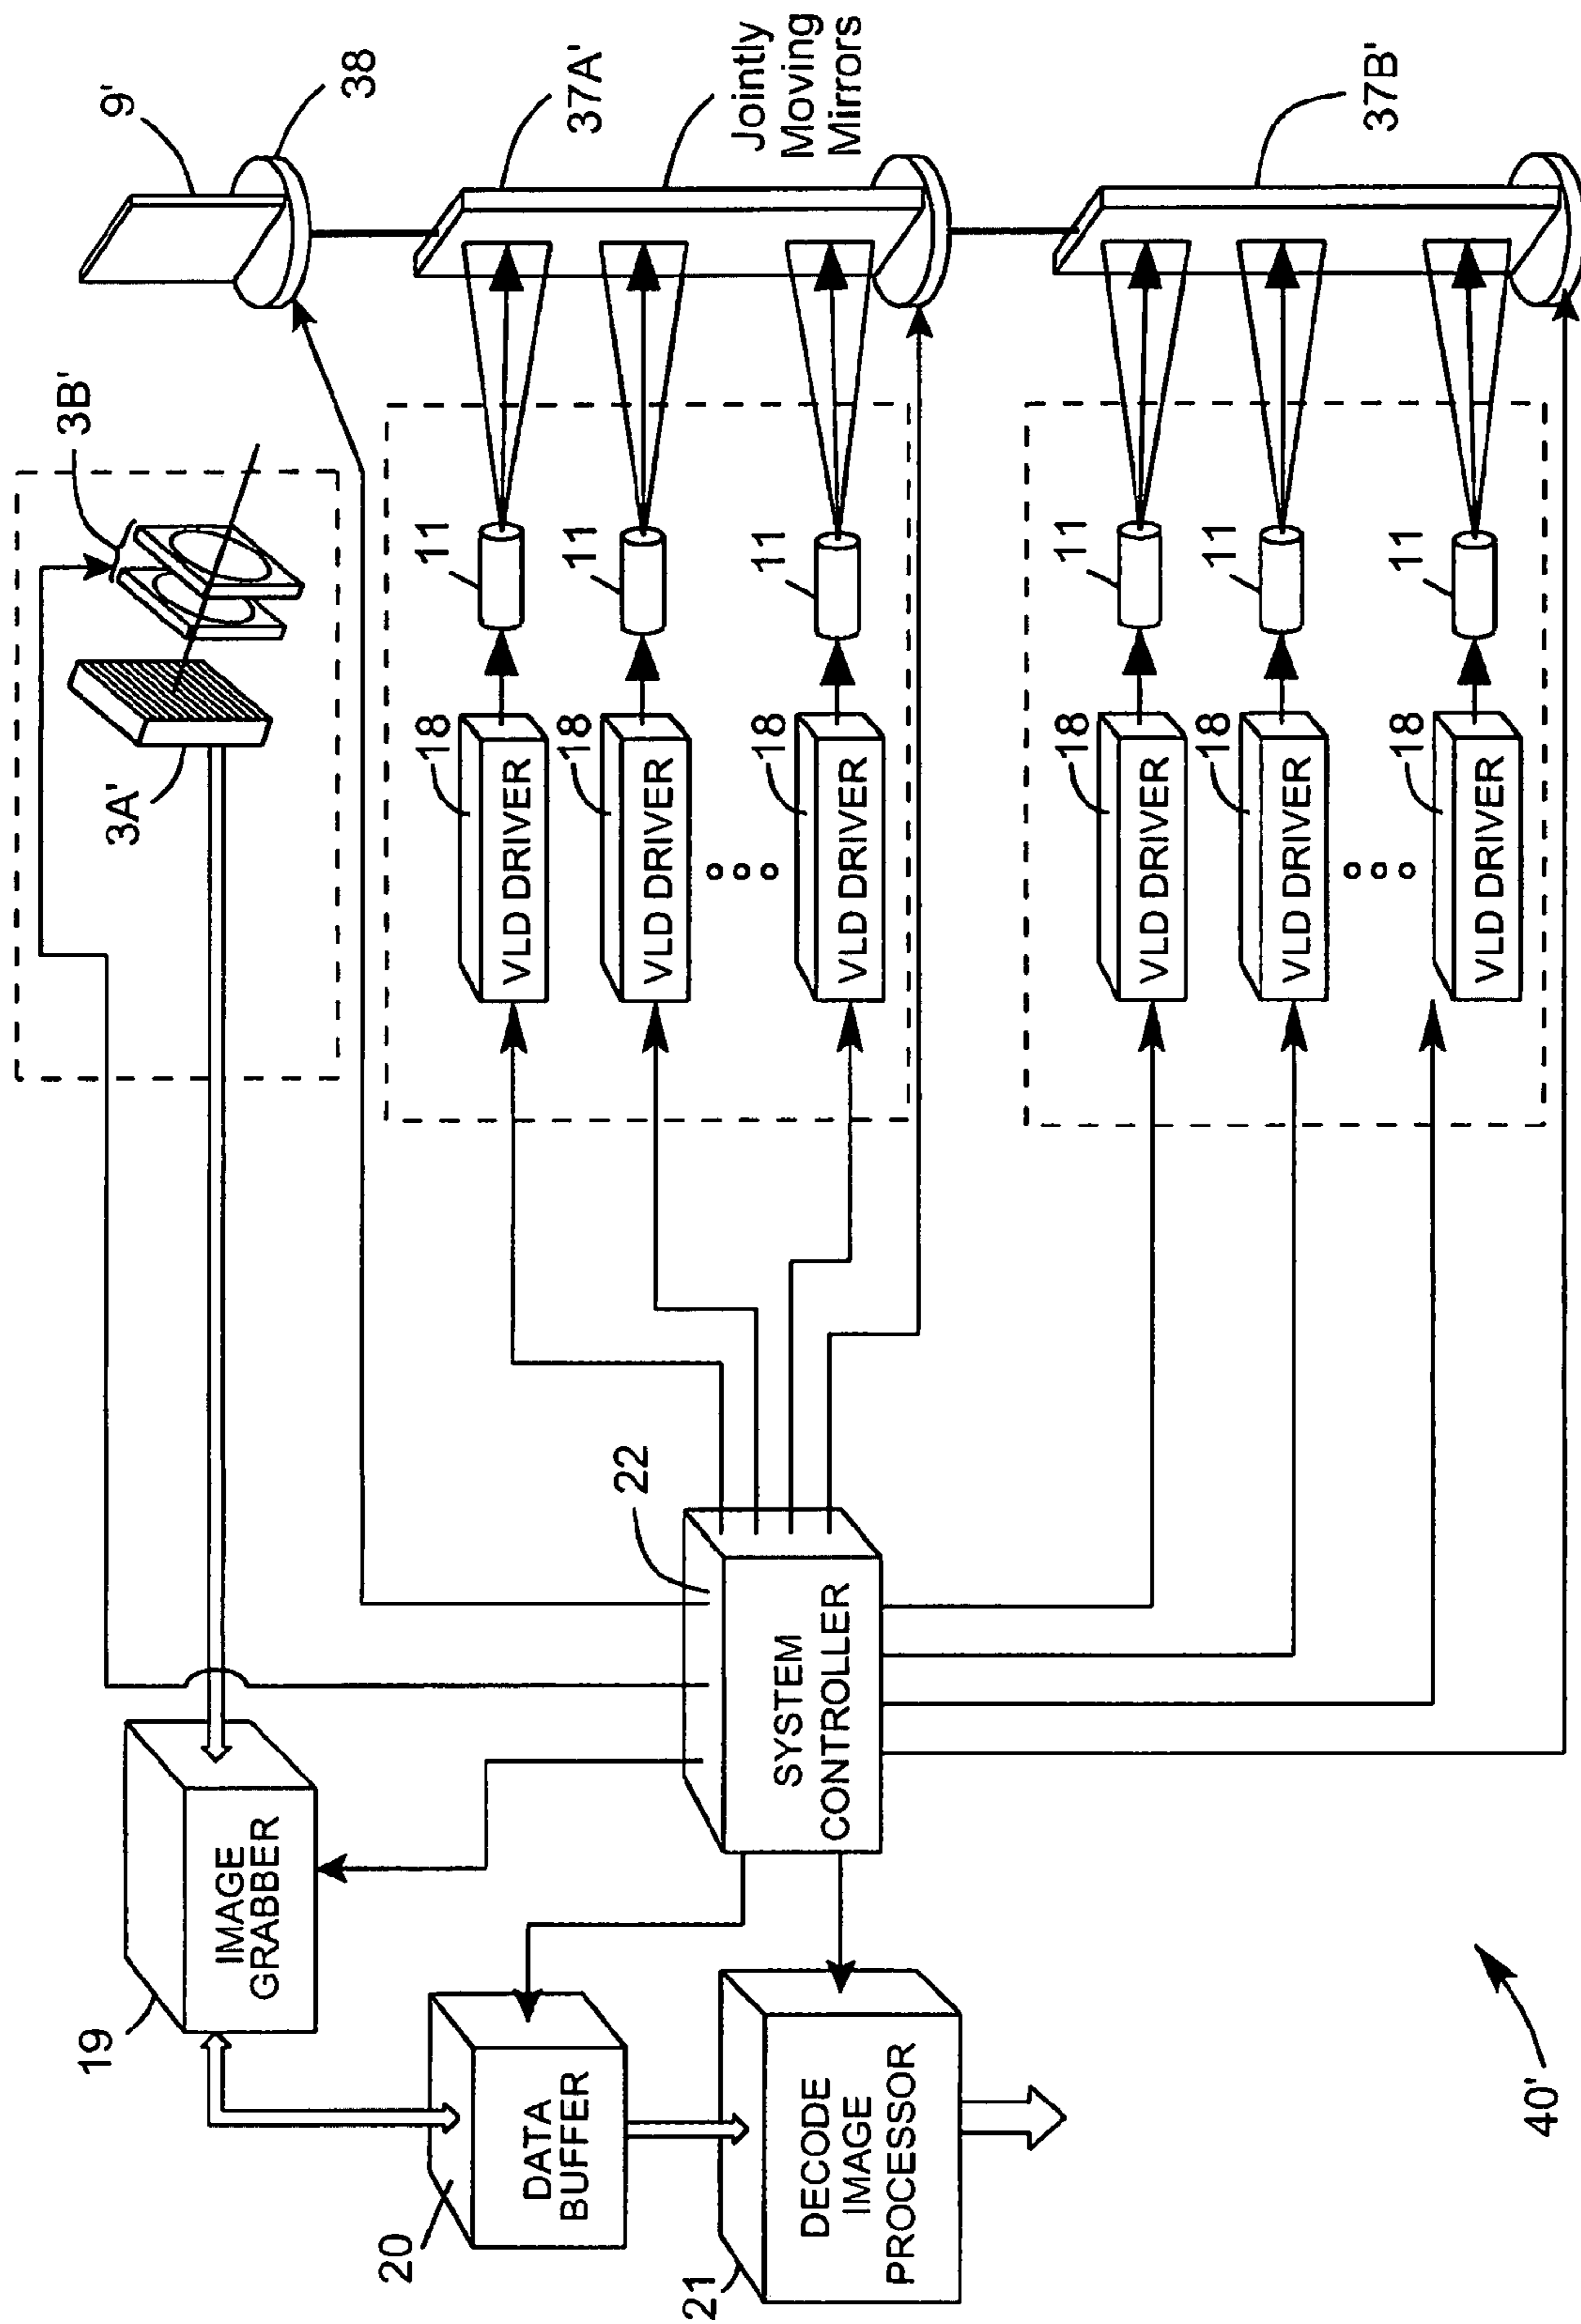 9'
38
3B'
3A'
37A'
Jointly
Moving
Mirrors
37B'
11
11
11
11
11
11
18
VLD DRIVER
18
VLD DRIVER
18
VLD DRIVER
18
VLD DRIVER
18
VLD DRIVER
18
VLD DRIVER
22
SYSTEM
CONTROLLER
19
IMAGE
GRABBER
20
DATA
BUFFER
21
DECODE
IMAGE
PROCESSOR
40'